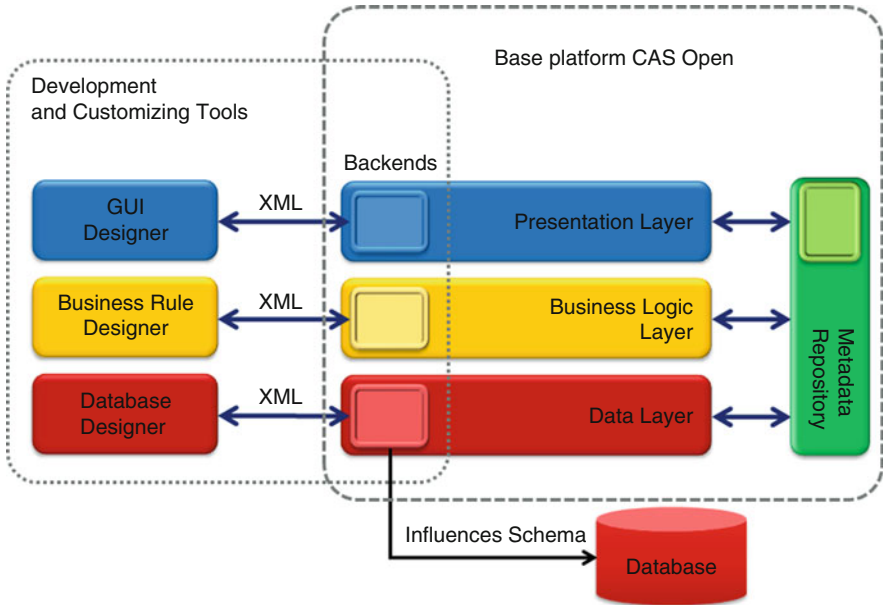 Base platform CAS Open
Development
and Customizing Tools
Backends
GUI
Designer
XML
Presentation Layer
Business Rule
Designer
XML
Business Logic
Layer
Database
Designer
XML
Data Layer
Metadata
Repository
Influences Schema
Database